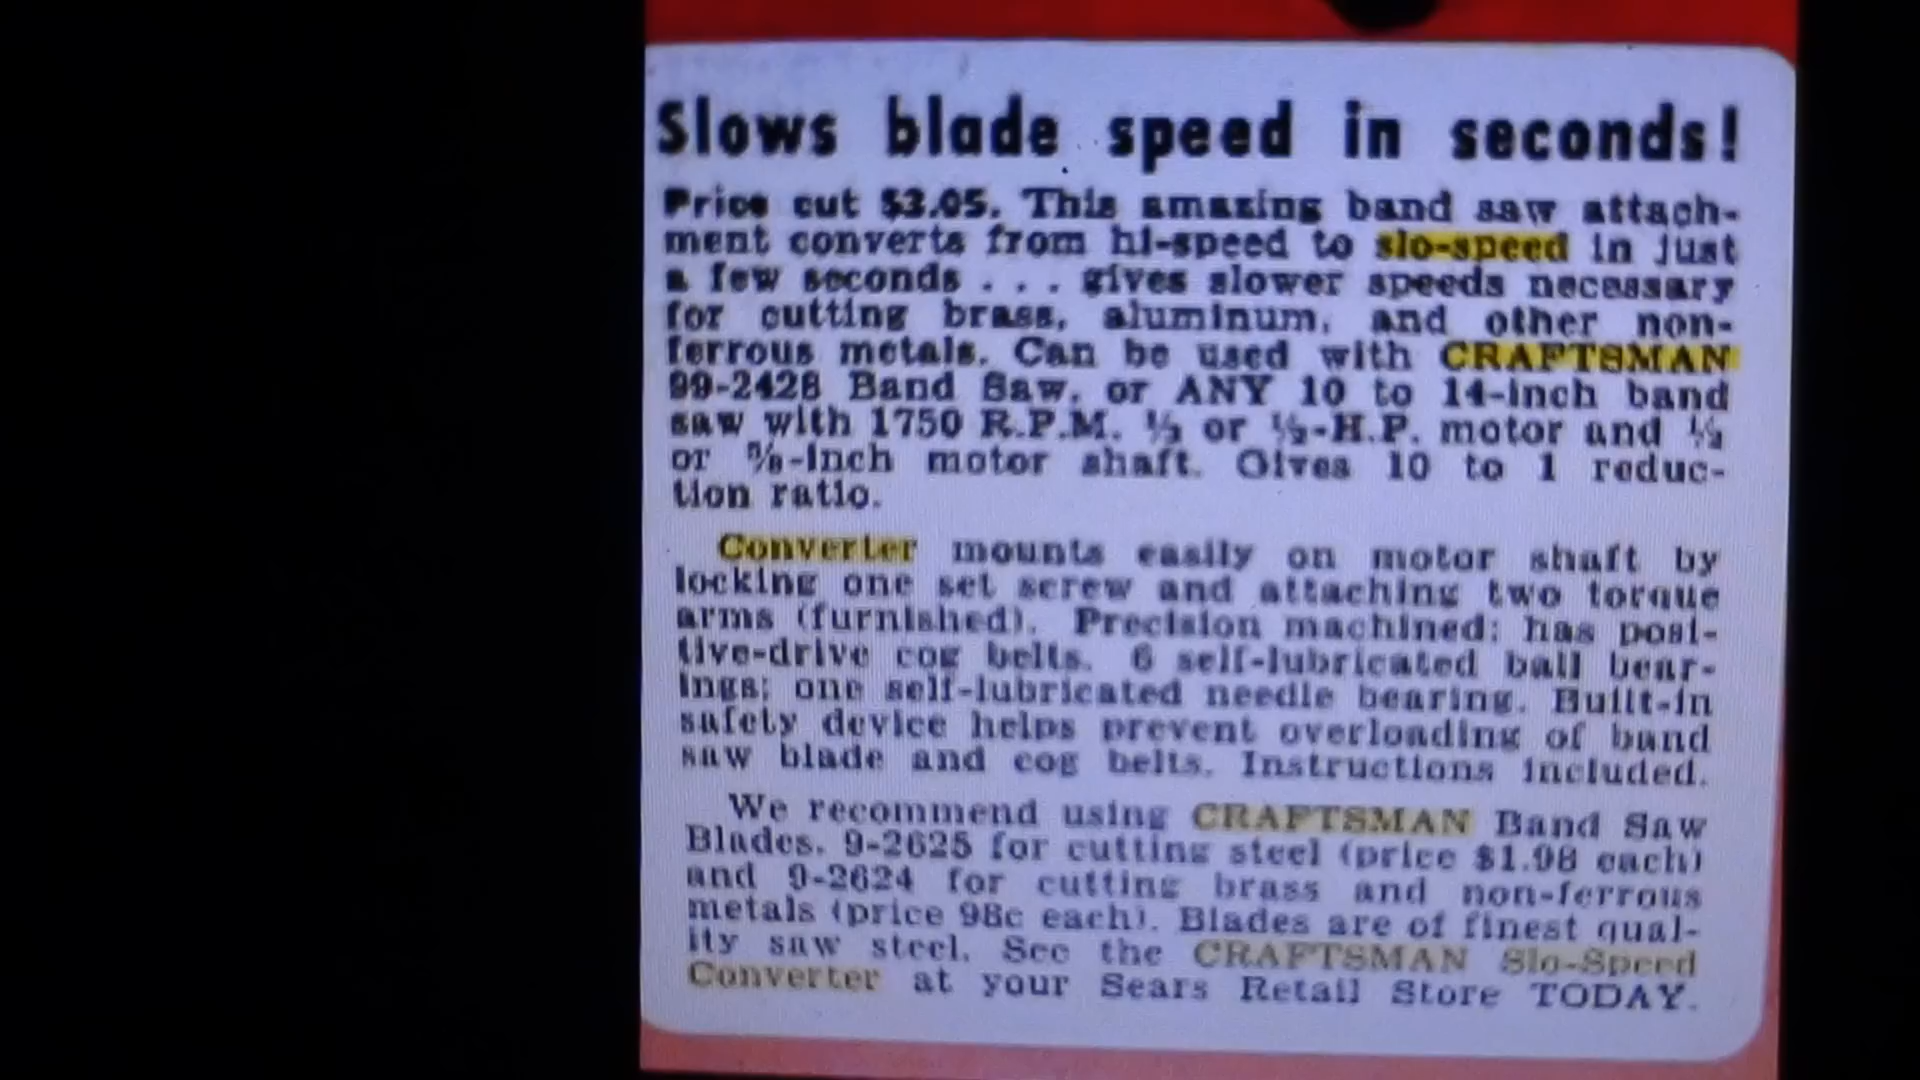 Slows blade speed in seconds!
Price cut $3.05. This amazing band saw attach-
ment converts from hi-speed to slo-speed in just
a few seconds . . . gives slower speeds necessary
for cutting brass, aluminum, and other non-
ferrous metals. Can be used with CRAFTSMAN
99-2428 Band Saw, or ANY 10 to 14-inch band
saw with 1750 R.P.M. ⅓ or ½-H.P. motor and ½
or ⅝-inch motor shaft. Gives 10 to 1 reduc-
tion ratio.
Converter mounts easily on motor shaft by
locking one set screw and attaching two torque
arms (furnished). Precision machined; has posi-
tive-drive cog belts. 6 self-lubricated ball bear-
ings; one self-lubricated needle bearing. Built-in
safety device helps prevent overloading of band
saw blade and cog belts. Instructions included.
We recommend using CRAFTSMAN Band Saw
Blades. 9-2625 for cutting steel (price $1.98 each)
and 9-2624 for cutting brass and non-ferrous
metals (price 98c each). Blades are of finest qual-
ity saw steel. See the CRAFTSMAN Slo-Speed
Converter at your Sears Retail Store TODAY.